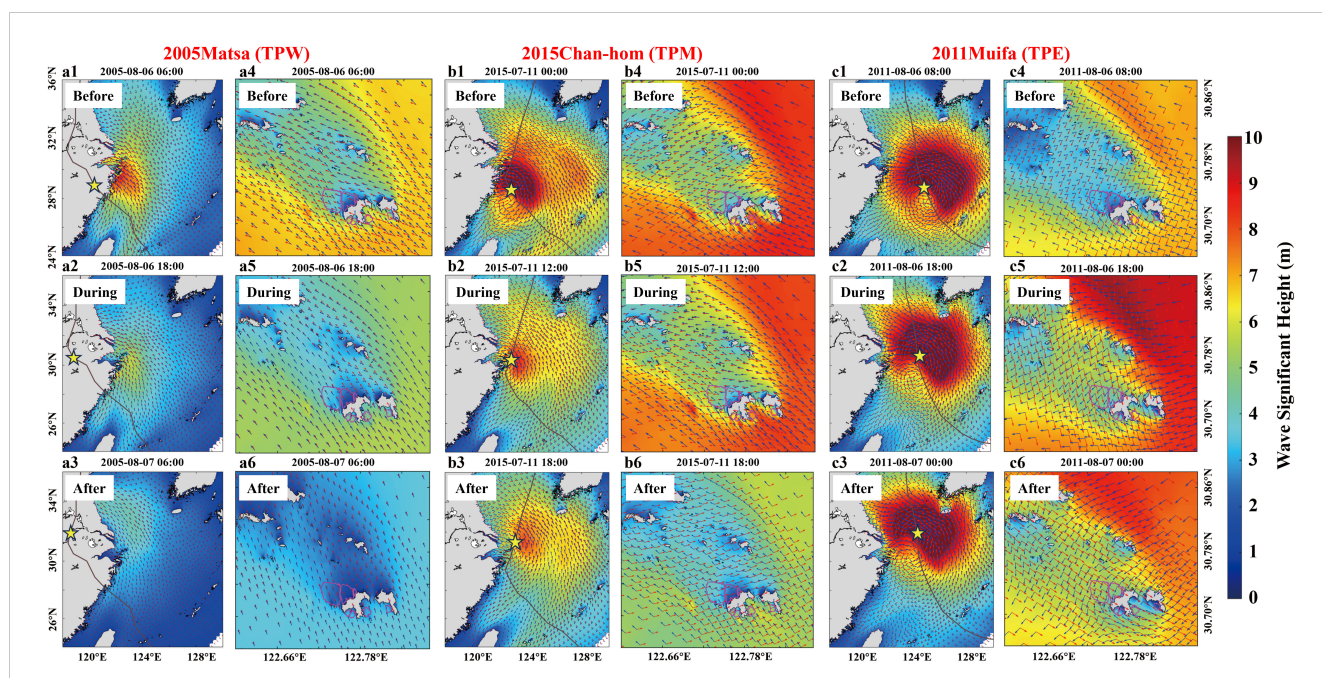 2005Matsa (TPW) 2015Chan-hom (TPM) 2011Muifa (TPE)
a1 2005-08-06 06:00 a4 2005-08-06 06:00 b1 2015-07-11 00:00 b4 2015-07-11 00:00 c1 2011-08-06 08:00 c4 2011-08-06 08:00
Before Before Before Before Before Before
36°N 32°N 28°N 24°N
30.86°N 30.78°N 30.70°N
a2 2005-08-06 18:00 a5 2005-08-06 18:00 b2 2015-07-11 12:00 b5 2015-07-11 12:00 c2 2011-08-06 18:00 c5 2011-08-06 18:00
During During During During During During
34°N 30°N 26°N
30.86°N 30.78°N 30.70°N
a3 2005-08-07 06:00 a6 2005-08-07 06:00 b3 2015-07-11 18:00 b6 2015-07-11 18:00 c3 2011-08-07 00:00 c6 2011-08-07 00:00
After After After After After After
34°N 30°N 26°N
30.86°N 30.78°N 30.70°N
120°E 124°E 128°E 122.66°E 122.78°E 120°E 124°E 128°E 122.66°E 122.78°E 120°E 124°E 128°E 122.66°E 122.78°E
10
9
8
7
6
5
4
3
2
1
0
Wave Significant Height (m)